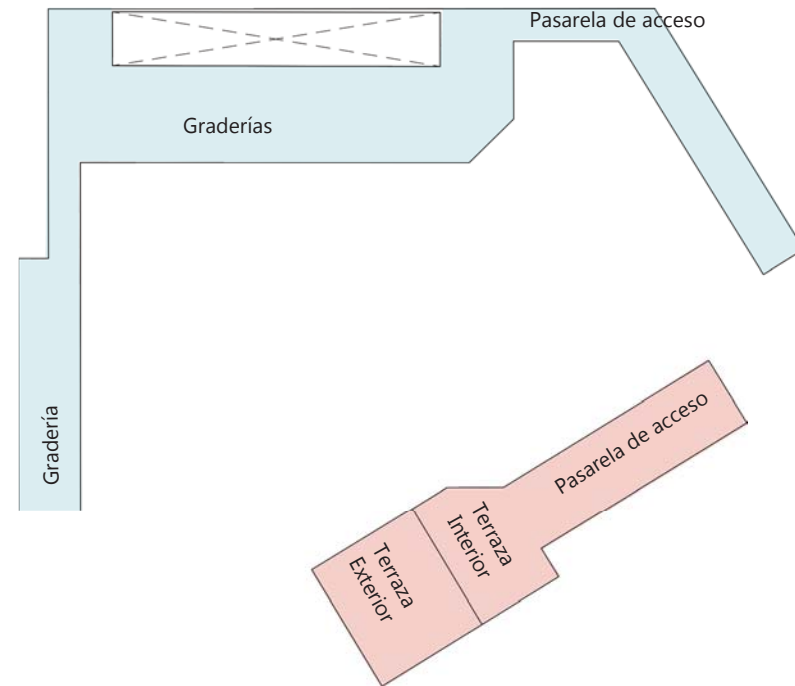 Pasarela de acceso
Graderías
Gradería
Pasarela de acceso
Terraza
Interior
Terraza
Exterior